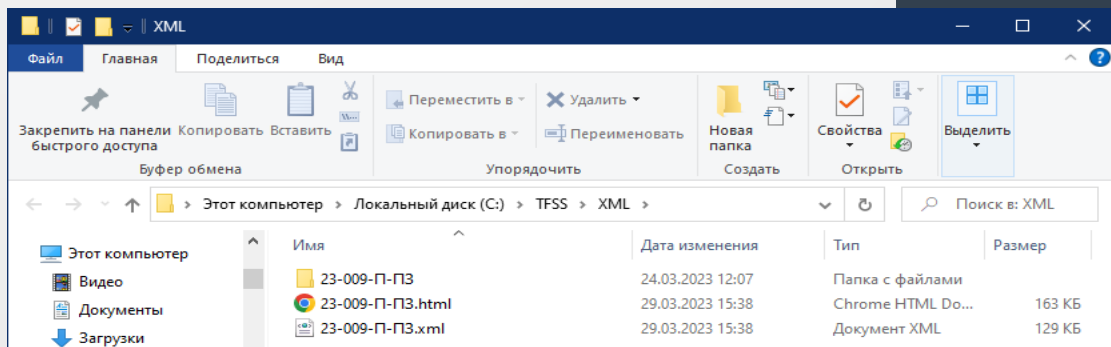 XML
Файл Главная Поделиться Вид
Закрепить на панели быстрого доступа
Копировать
Вставить
Переместить в
Копировать в
Удалить
Переименовать
Новая папка
Свойства
Выделить
Буфер обмена Упорядочить Создать Открыть
Этот компьютер > Локальный диск (C:) > TFSS > XML >
Поиск в: XML
Этот компьютер
Видео
Документы
Загрузки
Имя Дата изменения Тип Размер
23-009-П-ПЗ 24.03.2023 12:07 Папка с файлами
23-009-П-ПЗ.html 29.03.2023 15:38 Chrome HTML Do... 163 КБ
23-009-П-ПЗ.xml 29.03.2023 15:38 Документ XML 129 КБ